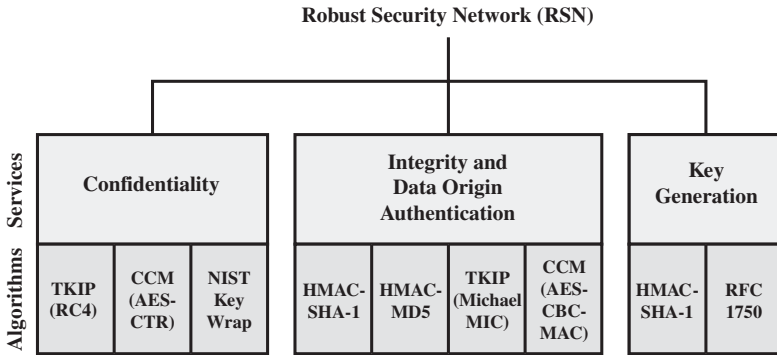 Robust Security Network (RSN)
Services
Confidentiality
Integrity and
Data Origin
Authentication
Key
Generation
Algorithms
TKIP
(RC4)
CCM
(AES-
CTR)
NIST
Key
Wrap
HMAC-
SHA-1
HMAC-
MD5
TKIP
(Michael
MIC)
CCM
(AES-
CBC-
MAC)
HMAC-
SHA-1
RFC
1750